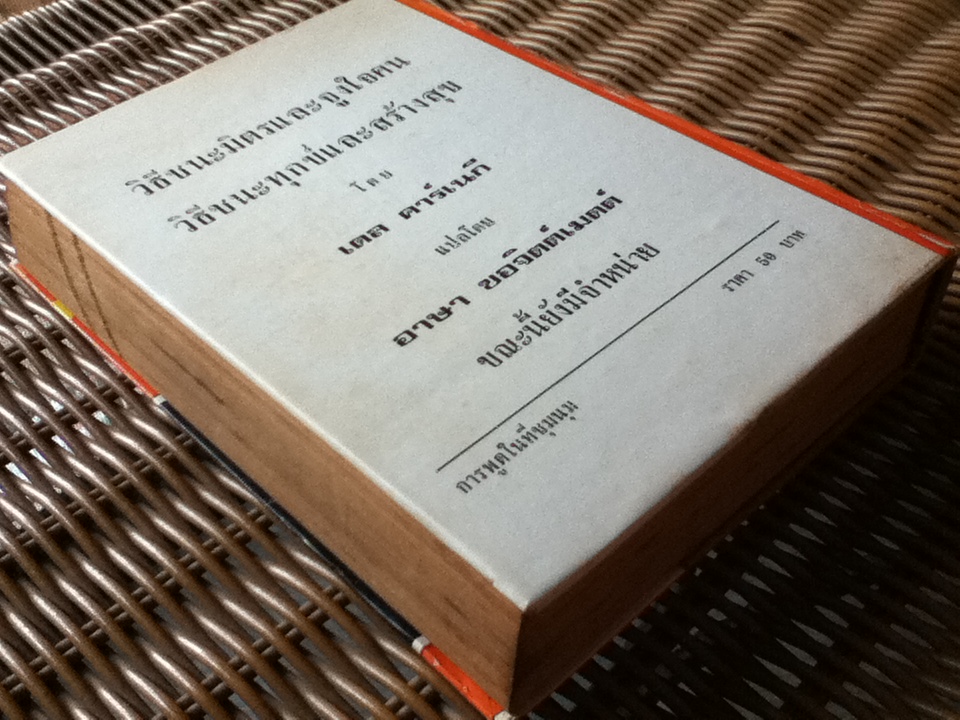 วิธีชนะมิตรและจูงใจคน
วิธีชนะทุกข์และสร้างสุข
โดย
เดล คาร์เนกี
แปลโดย
อาษา ขอจิตต์เมตต์
ขณะนี้ยังมีจำหน่าย
การพูดในที่ชุมนุม ราคา 50 บาท